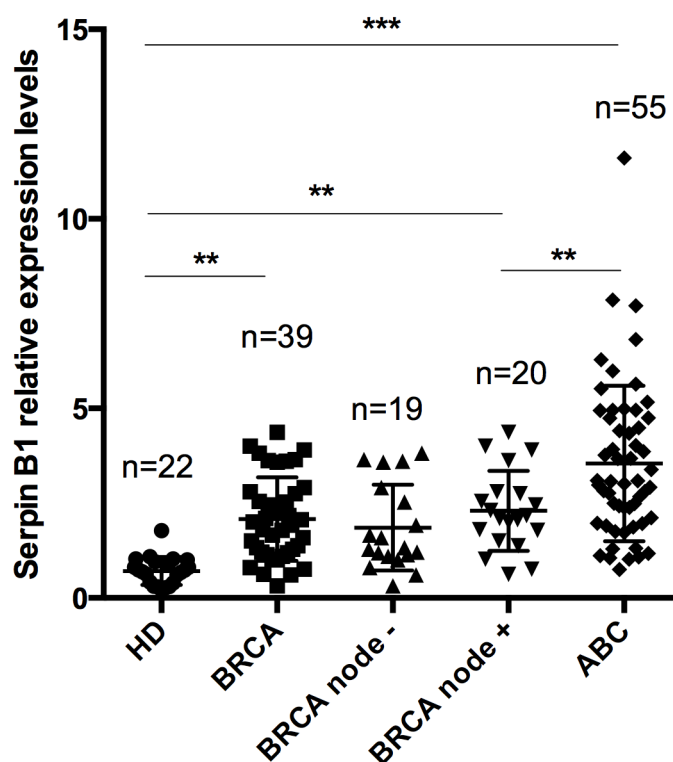 15
***
n=55
10
**
**
**
n=39
n=20
5
n=19
n=22
0
Serpin B1 relative expression levels
HD
BRCA
BRCA node -
BRCA node +
ABC